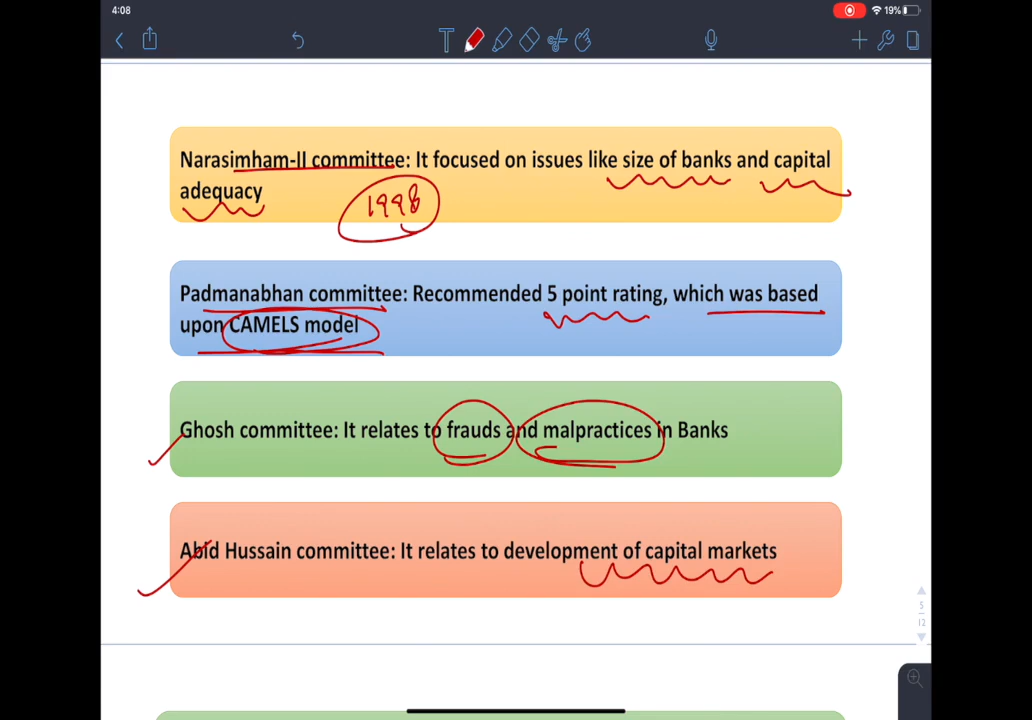 4:08
19%
T
Narasimham-II committee: It focused on issues like size of banks and capital
adequacy
1998
Padmanabhan committee: Recommended 5 point rating, which was based
upon CAMELS model
Ghosh committee: It relates to frauds and malpractices in Banks
Abid Hussain committee: It relates to development of capital markets
5
12